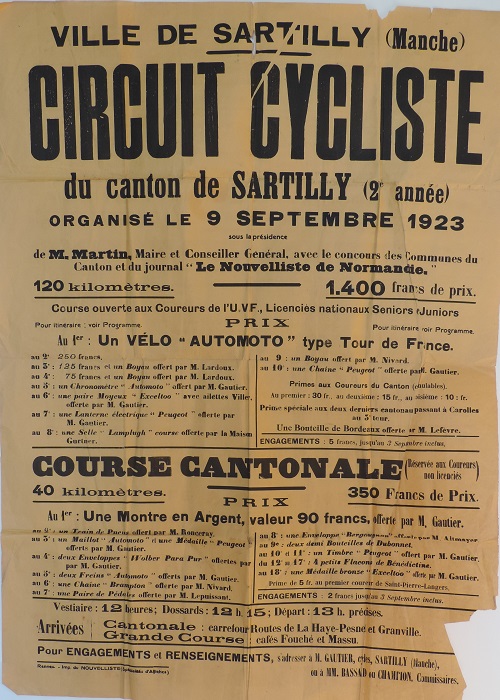 VILLE DE SARTILLY (Manche)
CIRCUIT CYCLISTE
du canton de SARTILLY (2e année)
ORGANISÉ LE 9 SEPTEMBRE 1923
sous la présidence
de M. Martin, Maire et Conseiller Général, avec le concours des Communes du
Canton et du journal "Le Nouvelliste de Normandie."
120 kilomètres.
1.400 francs de prix.
Course ouverte aux Coureurs de l'U.V.F., Licenciés nationaux Seniors Juniors
Pour itinéraire : voir Programme.
PRIX
Pour itinéraire voir Programme.
Au 1er : Un VÉLO "AUTOMOTO" type Tour de France.
au 2e 250 francs.
au 3e : 125 francs et un Boyau offert par M. Lardoux.
au 4e : 75 francs et un Boyau offert par M. Lardoux.
au 5e : un Chronomètre "Automoto" offert par M. Gautier.
au 6e : une paire Moyeux "Exceltoo" avec ailettes Viller,
offerte par M. Gautier.
au 7e : une Lanterne électrique "Peugeot" offerte par
M. Gautier.
au 8e : une Selle "Lamplugh" course offerte par la Maison
Guriner.
au 9 : un Boyau offert par M. Nivard.
au 10e : une Chaîne "Peugeot" offerte par M. Gautier.
Primes aux Coureurs du Canton
Au premier : 30 fr., au deuxième : 15 fr., au sixième : 10 fr.
Prime spéciale aux deux derniers cantonnaux passant à Carolles
au 5e tour.
Une Bouteille de Bordeaux offerte par M. Lefèvre.
ENGAGEMENTS : 5 francs, jusqu'au 3 Septembre inclus.
COURSE CANTONALE (Réservée aux Coureurs
non licenciés)
40 kilomètres.
PRIX
350 Francs de Prix.
Au 1er : Une Montre en Argent, valeur 90 francs, offerte par M. Gautier.
au 2e : un Train de Pneus offert par M. Ronceray.
au 3e : un Maillot "Automoto" et une Médaille "Peugeot"
offerts par M. Gautier.
au 4e : deux Enveloppes "Wolber Para Pur" offertes par
par M. Gautier.
au 5e : deux Freins "Automoto" offerts par M. Gautier.
au 6e : une Chaîne "Brampton" offerte par M. Nivard.
au 7e : une Paire de Pédales offerte par M. Lepuissant.
au 8e : une Enveloppe "Bergougnan"
au 9e : deux Bouteilles de Dubonnet.
au 10e et 11e : un Timbre "Peugeot" offert par M. Gautier.
du 12e au 17e : 4 petits Flacons de Bénédictine.
au 18e : une Médaille bronze "Exceltoo" offerte par M. Gautier.
Prime de 5 fr. au premier coureur de Saint-Pierre-Langers.
ENGAGEMENTS : 2 francs jusqu'au 3 Septembre inclus.
Vestiaire : 12 heures; Dossards : 12 h. 15; Départ : 13 h. précises.
Arrivées
Cantonale : carrefour Routes de La Haye-Pesnel et Granville.
Grande Course : cafés Fouché et Massu.
Pour ENGAGEMENTS et RENSEIGNEMENTS, s'adresser à M. GAUTIER, cycles, SARTILLY (Manche),
ou à MM. BASSAD ou CHAMPION, Commissaires.
Rennes - Imp. du NOUVELLISTE